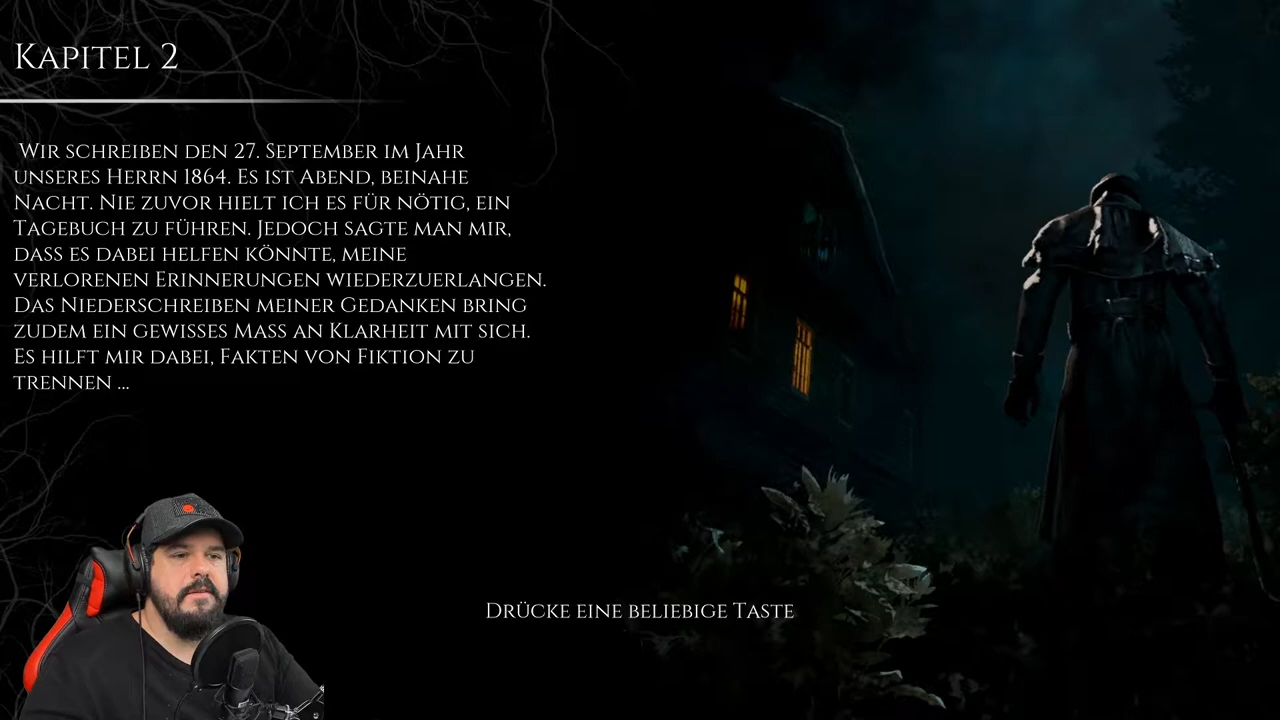 Kapitel 2
Wir schreiben den 27. September im Jahr
unseres Herrn 1864. Es ist Abend, beinahe
Nacht. Nie zuvor hielt ich es für nötig, ein
Tagebuch zu führen. Jedoch sagte man mir,
dass es dabei helfen könnte, meine
verlorenen Erinnerungen wiederzuerlangen.
Das Niederschreiben meiner Gedanken bring
zudem ein gewisses Mass an Klarheit mit sich.
Es hilft mir dabei, Fakten von Fiktion zu
trennen ...
Drücke eine beliebige Taste